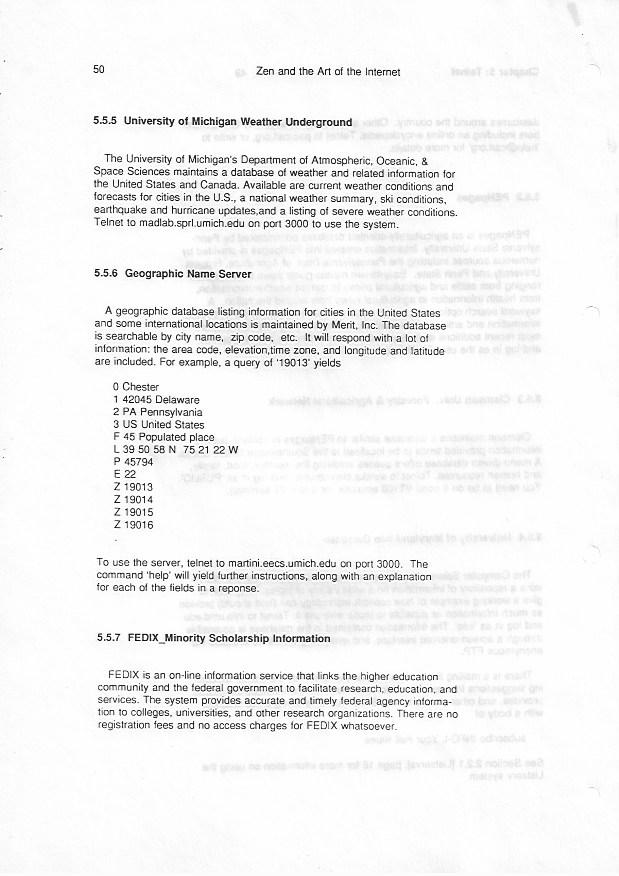 50
Zen and the Art of the Internet
5.5.5 University of Michigan Weather Underground
The University of Michigan's Department of Atmospheric, Oceanic, &
Space Sciences maintains a database of weather and related information for
the United States and Canada. Available are current weather conditions and
forecasts for cities in the U.S., a national weather summary, ski conditions,
earthquake and hurricane updates,and a listing of severe weather conditions.
Telnet to madlab.sprl.umich.edu on port 3000 to use the system.
5.5.6 Geographic Name Server
A geographic database listing information for cities in the United States
and some international locations is maintained by Merit, Inc. The database
is searchable by city name, zip code, etc. It will respond with a lot of
information: the area code, elevation,time zone, and longitude and latitude
are included. For example, a query of '19013' yields
0 Chester
1 42045 Delaware
2 PA Pennsylvania
3 US United States
F 45 Populated place
L 39 50 58 N 75 21 22 W
P 45794
E 22
Z 19013
Z 19014
Z 19015
Z 19016
.
To use the server, telnet to martini.eecs.umich.edu on port 3000. The
command 'help' will yield further instructions, along with an explanation
for each of the fields in a reponse.
5.5.7 FEDIX_Minority Scholarship Information
FEDIX is an on-line information service that links the higher education
community and the federal government to facilitate research, education, and
services. The system provides accurate and timely federal agency informa-
tion to colleges, universities, and other research organizations. There are no
registration fees and no access charges for FEDIX whatsoever.